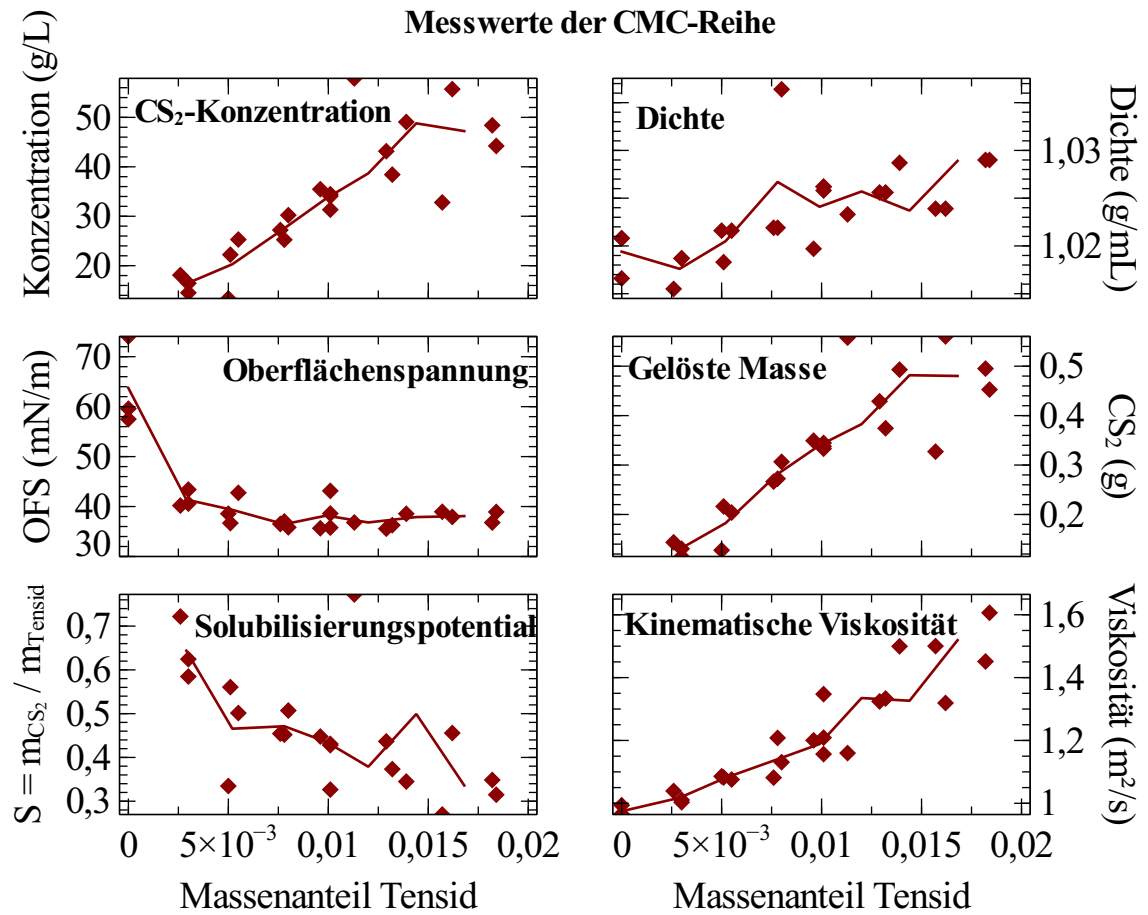 Messwerte der CMC-Reihe
Konzentration (g/L)
50
40
30
20
CS₂-Konzentration
Dichte
1,03
1,02
Dichte (g/mL)
OFS (mN/m)
70
60
50
40
30
Oberflächenspannung
Gelöste Masse
0,5
0,4
0,3
0,2
CS₂ (g)
S = m_CS₂ / m_Tensid
0,7
0,6
0,5
0,4
0,3
Solubilisierungspotential
Kinematische Viskosität
1,6
1,4
1,2
1
Viskosität (m²/s)
0 5×10⁻³ 0,01 0,015 0,02
0 5×10⁻³ 0,01 0,015 0,02
Massenanteil Tensid
Massenanteil Tensid